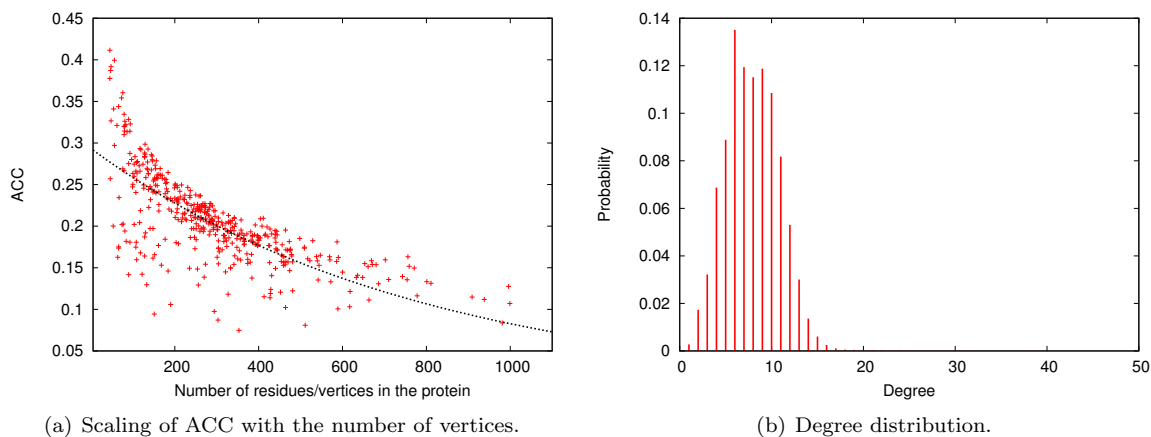 0.45
0.4
0.35
0.3
0.25
0.2
0.15
0.1
0.05
ACC
200 400 600 800 1000
Number of residues/vertices in the protein
(a) Scaling of ACC with the number of vertices.
0.14
0.12
0.1
0.08
0.06
0.04
0.02
0
Probability
0 10 20 30 40 50
Degree
(b) Degree distribution.